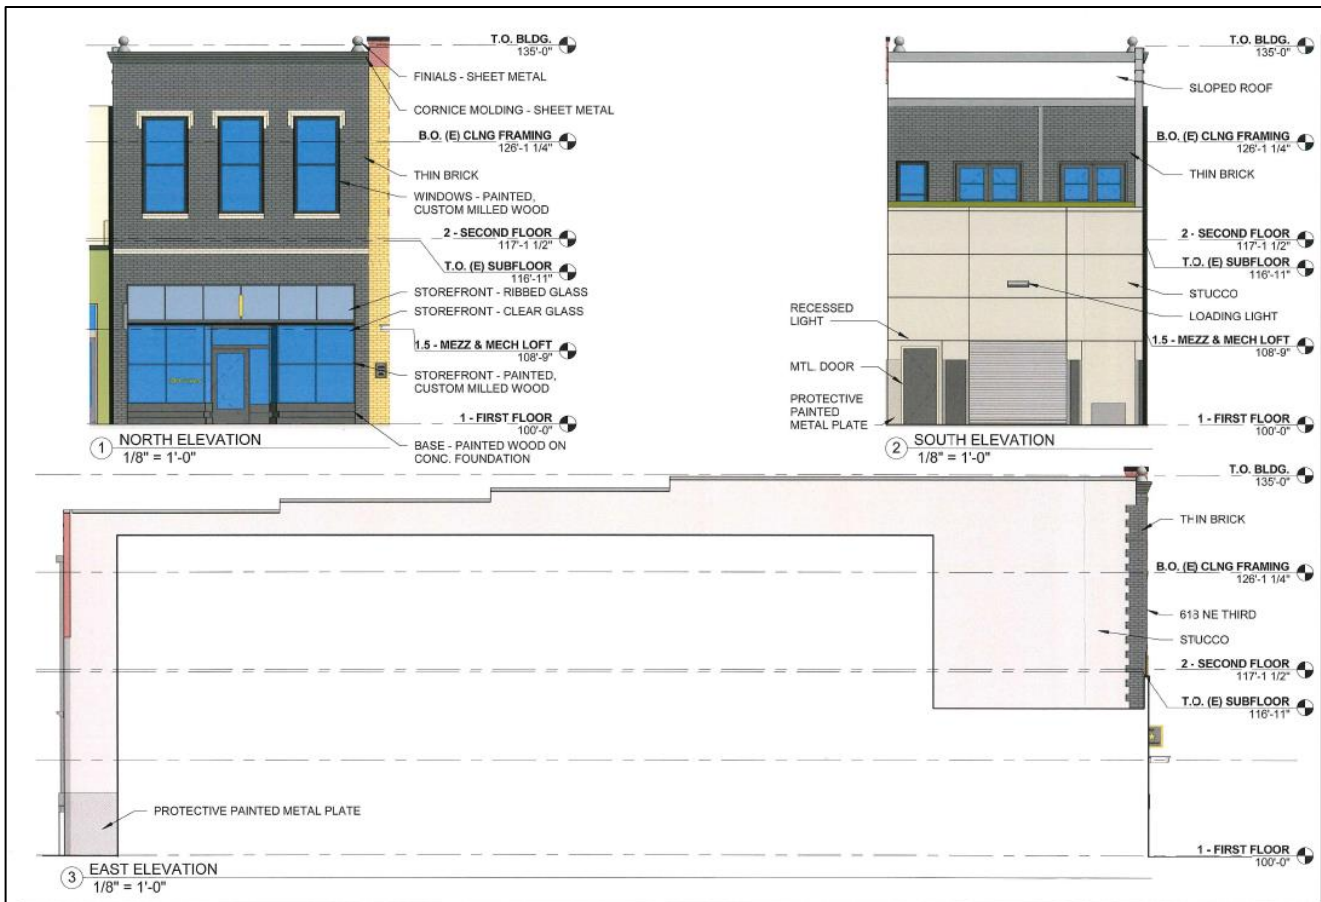 T.O. BLDG.
135'-0"
FINIALS - SHEET METAL
CORNICE MOLDING - SHEET METAL
B.O. (E) CLNG FRAMING
126'-1 1/4"
THIN BRICK
WINDOWS - PAINTED,
CUSTOM MILLED WOOD
2 - SECOND FLOOR
117'-1 1/2"
T.O. (E) SUBFLOOR
116'-11"
STOREFRONT - RIBBED GLASS
STOREFRONT - CLEAR GLASS
1.5 - MEZZ & MECH LOFT
108'-9"
STOREFRONT - PAINTED,
CUSTOM MILLED WOOD
1 - FIRST FLOOR
100'-0"
BASE - PAINTED WOOD ON
CONC. FOUNDATION
1 NORTH ELEVATION
1/8" = 1'-0"
T.O. BLDG.
135'-0"
SLOPED ROOF
B.O. (E) CLNG FRAMING
126'-1 1/4"
THIN BRICK
2 - SECOND FLOOR
117'-1 1/2"
T.O. (E) SUBFLOOR
116'-11"
STUCCO
LOADING LIGHT
RECESSED
LIGHT
1.5 - MEZZ & MECH LOFT
108'-9"
MTL. DOOR
PROTECTIVE
PAINTED
METAL PLATE
1 - FIRST FLOOR
100'-0"
2 SOUTH ELEVATION
1/8" = 1'-0"
T.O. BLDG.
135'-0"
THIN BRICK
B.O. (E) CLNG FRAMING
126'-1 1/4"
613 NE THIRD
STUCCO
2 - SECOND FLOOR
117'-1 1/2"
T.O. (E) SUBFLOOR
116'-11"
PROTECTIVE PAINTED METAL PLATE
1 - FIRST FLOOR
100'-0"
3 EAST ELEVATION
1/8" = 1'-0"